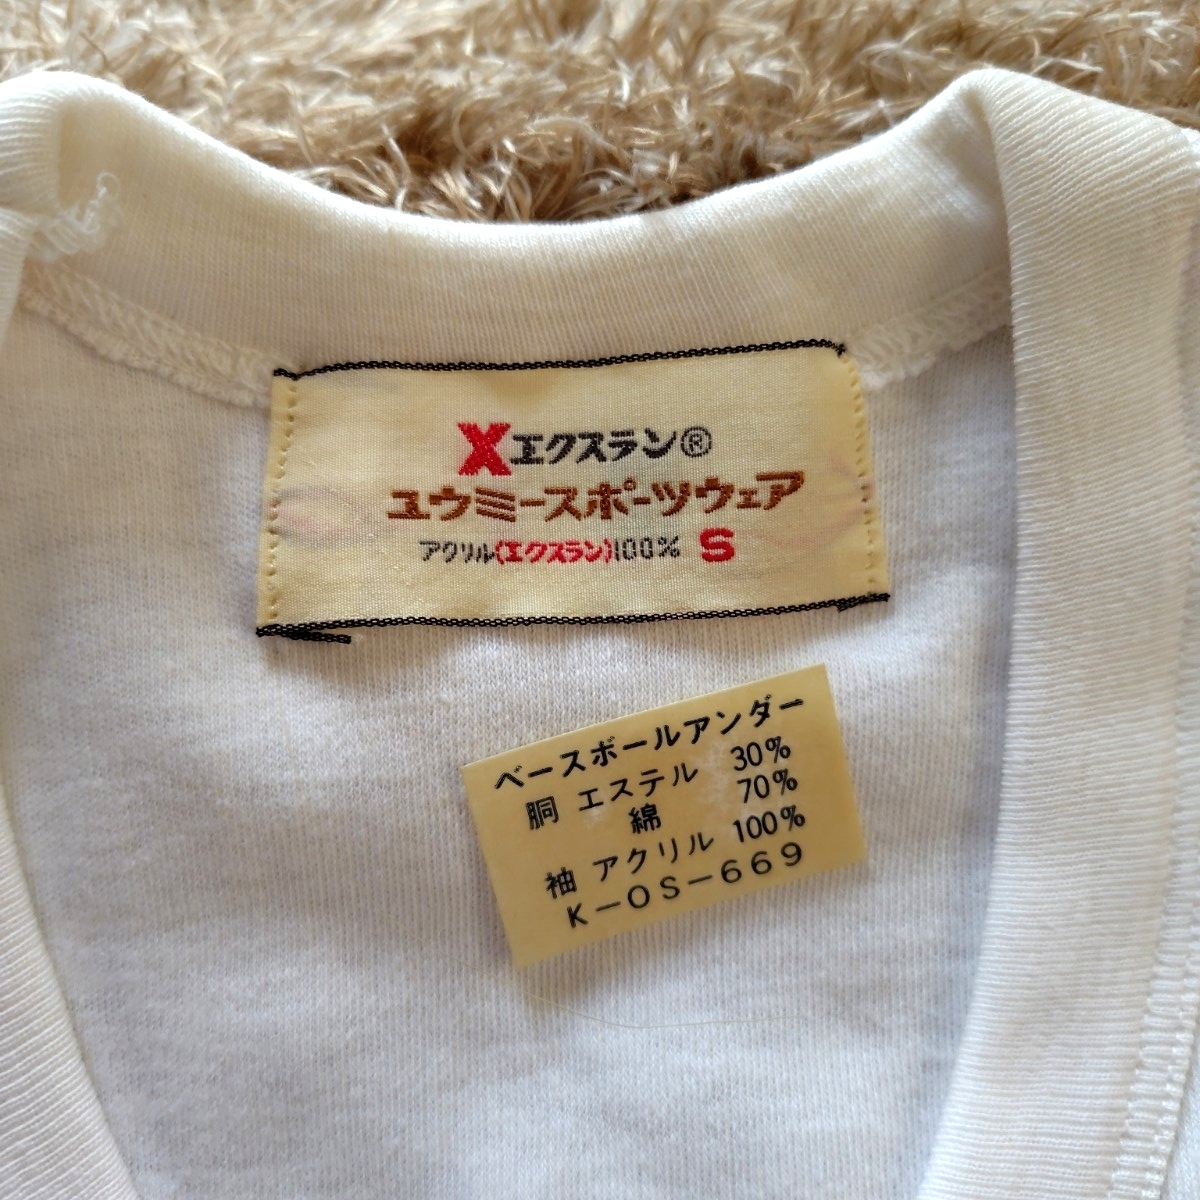 Xエクスラン®
ユウミースポーツウェア
アクリル(エクスラン)100% S
ベースボールアンダー
胴 エステル 30%
綿 70%
袖 アクリル 100%
K-OS-669